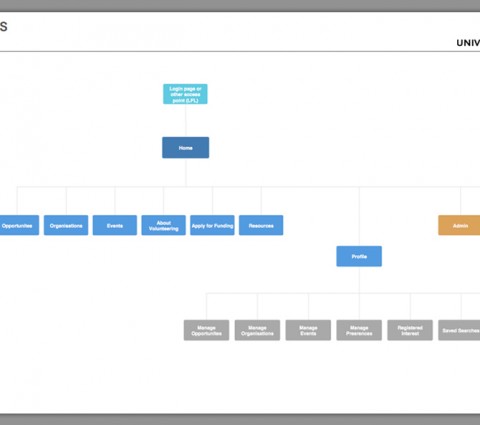 S
UNIV
Login page or
other access
point (LFL)
Home
Opportunities
Organisations
Events
About
Volunteering
Apply for Funding
Resources
Admin
Profile
Manage
Opportunities
Manage
Organisations
Manage
Events
Manage
Preferences
Registered
Interest
Saved Searches